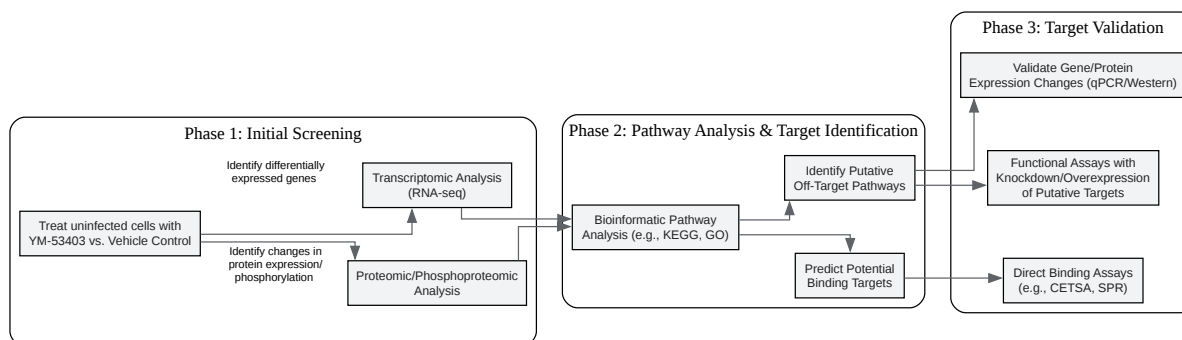 Phase 1: Initial Screening
Identify differentially
expressed genes
Transcriptomic Analysis
(RNA-seq)
Treat uninfected cells with
YM-53403 vs. Vehicle Control
Identify changes in
protein expression/
phosphorylation
Proteomic/Phosphoproteomic
Analysis
Phase 2: Pathway Analysis & Target Identification
Bioinformatic Pathway
Analysis (e.g., KEGG, GO)
Identify Putative
Off-Target Pathways
Predict Potential
Binding Targets
Phase 3: Target Validation
Validate Gene/Protein
Expression Changes (qPCR/Western)
Functional Assays with
Knockdown/Overexpression
of Putative Targets
Direct Binding Assays
(e.g., CETSA, SPR)